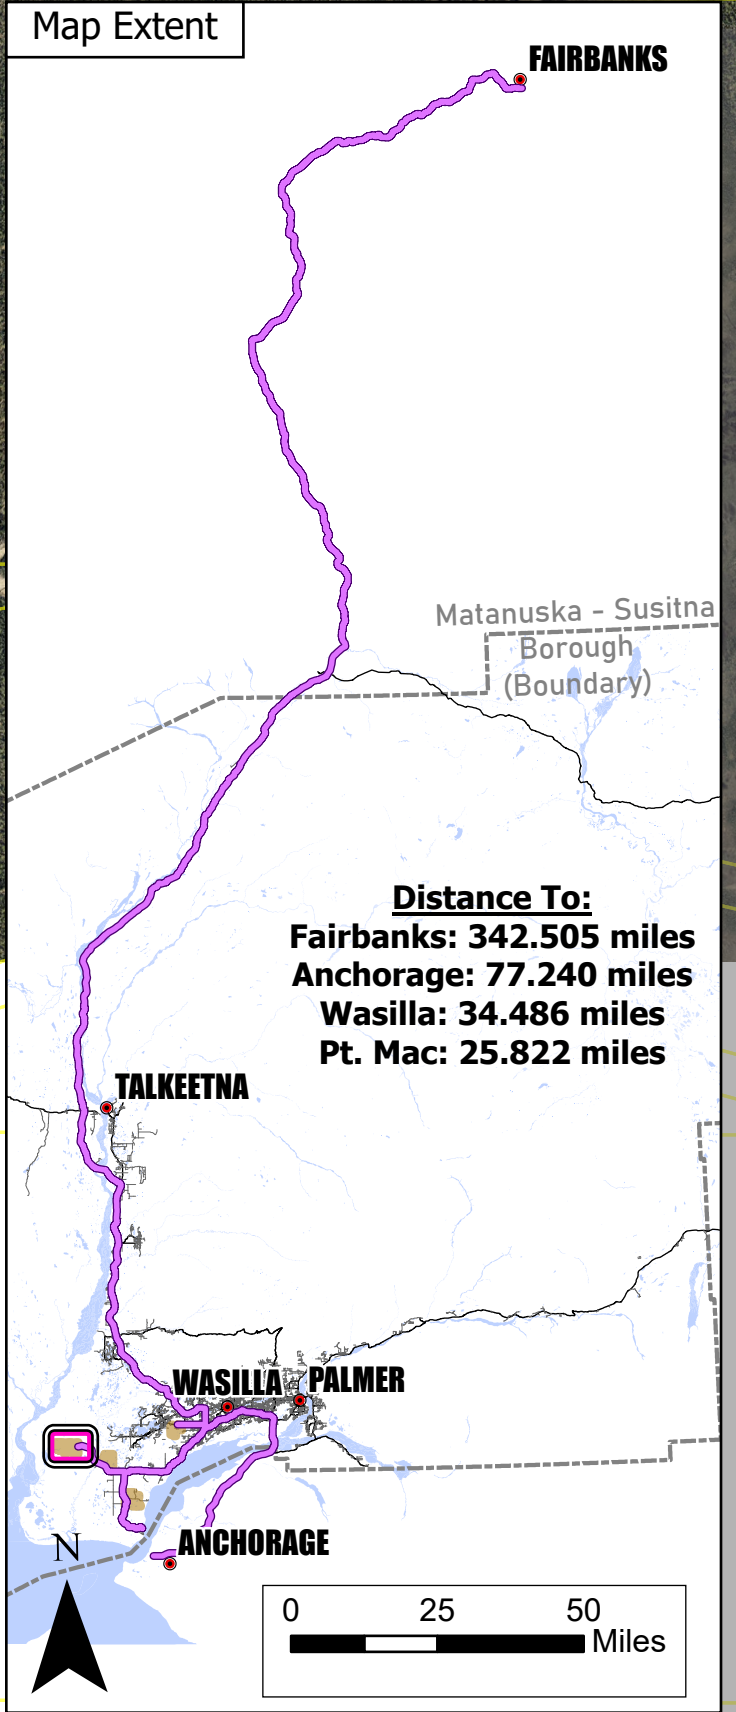 Map Extent
FAIRBANKS
Matanuska - Susitna
Borough
(Boundary)
Distance To:
Fairbanks: 342.505 miles
Anchorage: 77.240 miles
Wasilla: 34.486 miles
Pt. Mac: 25.822 miles
TALKEETNA
WASILLA
PALMER
ANCHORAGE
N
0 25 50
Miles